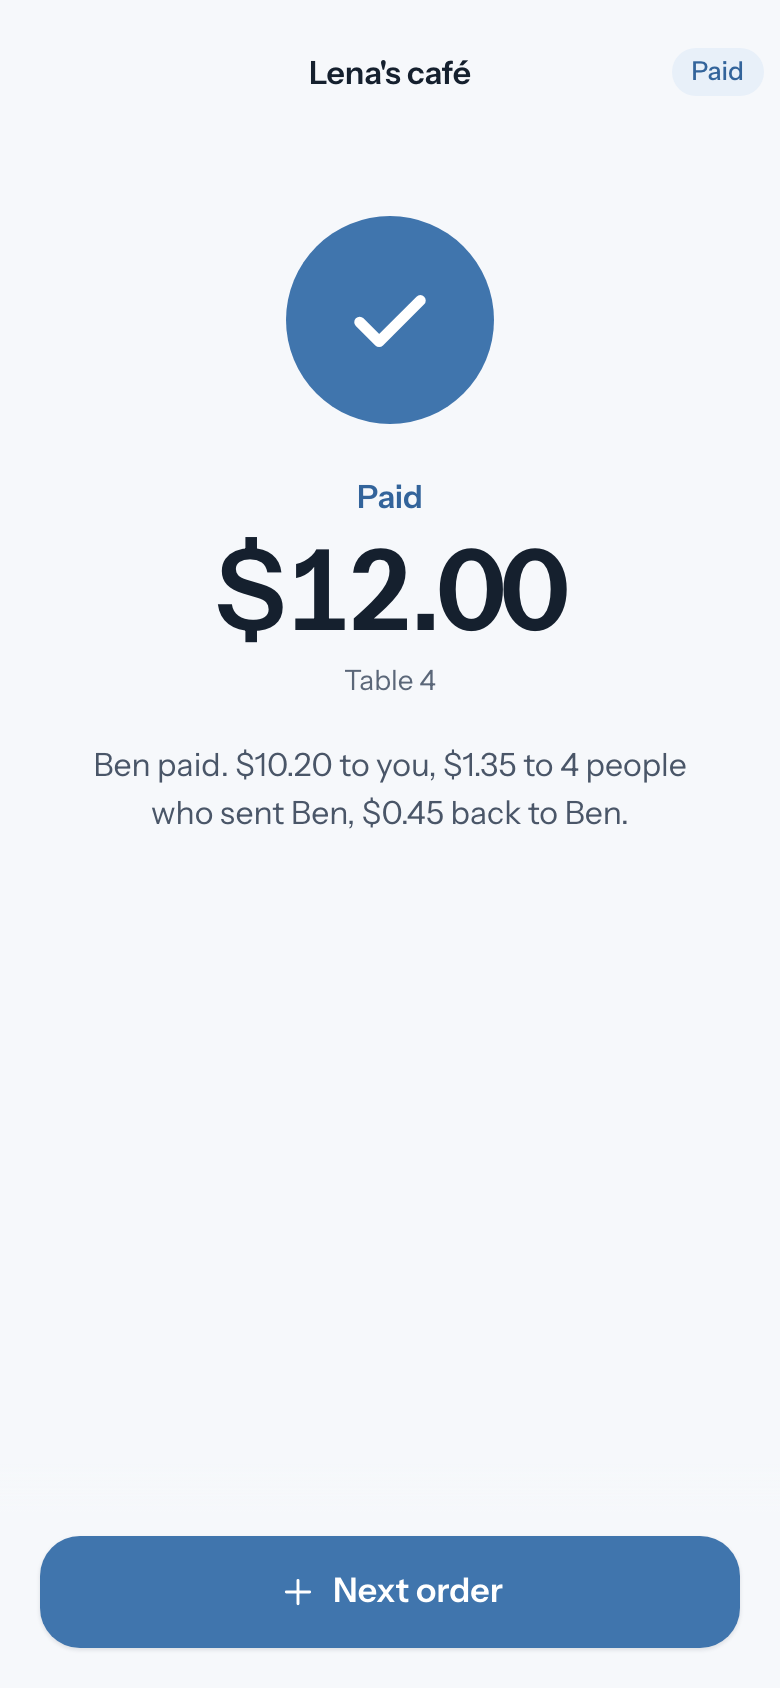 Lena's café
Paid
Paid
$12.00
Table 4
Ben paid. $10.20 to you, $1.35 to 4 people
who sent Ben, $0.45 back to Ben.
Next order